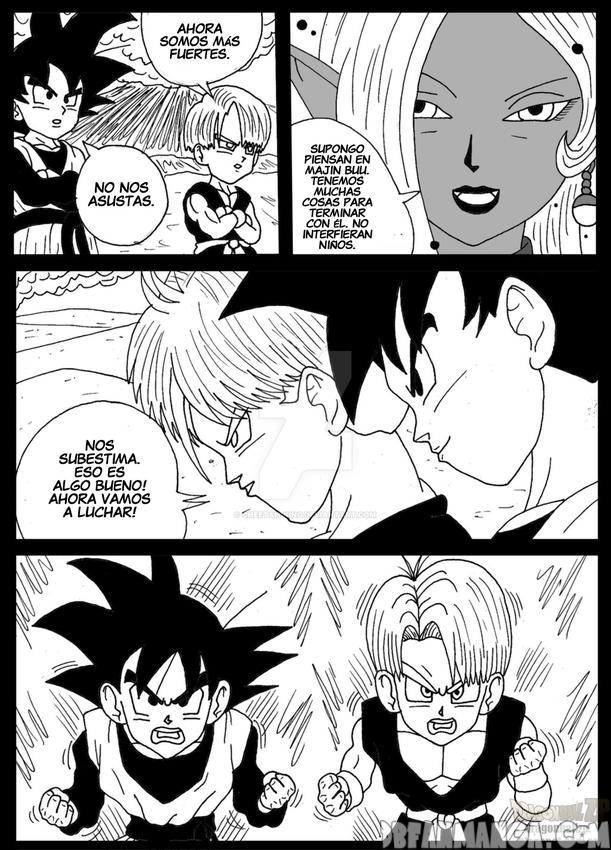 AHORA
SOMOS MÁS
FUERTES.
NO NOS
ASUSTAS.
SUPONGO
PIENSAN EN
MAJIN BUU.
TENEMOS
MUCHAS
COSAS PARA
TERMINAR
CON ÉL. NO
INTERFIERAN
NIÑOS.
NOS
SUBESTIMA.
ESO ES
ALGO BUENO!
AHORA VAMOS
A LUCHAR!
DBFANMANGA.COM